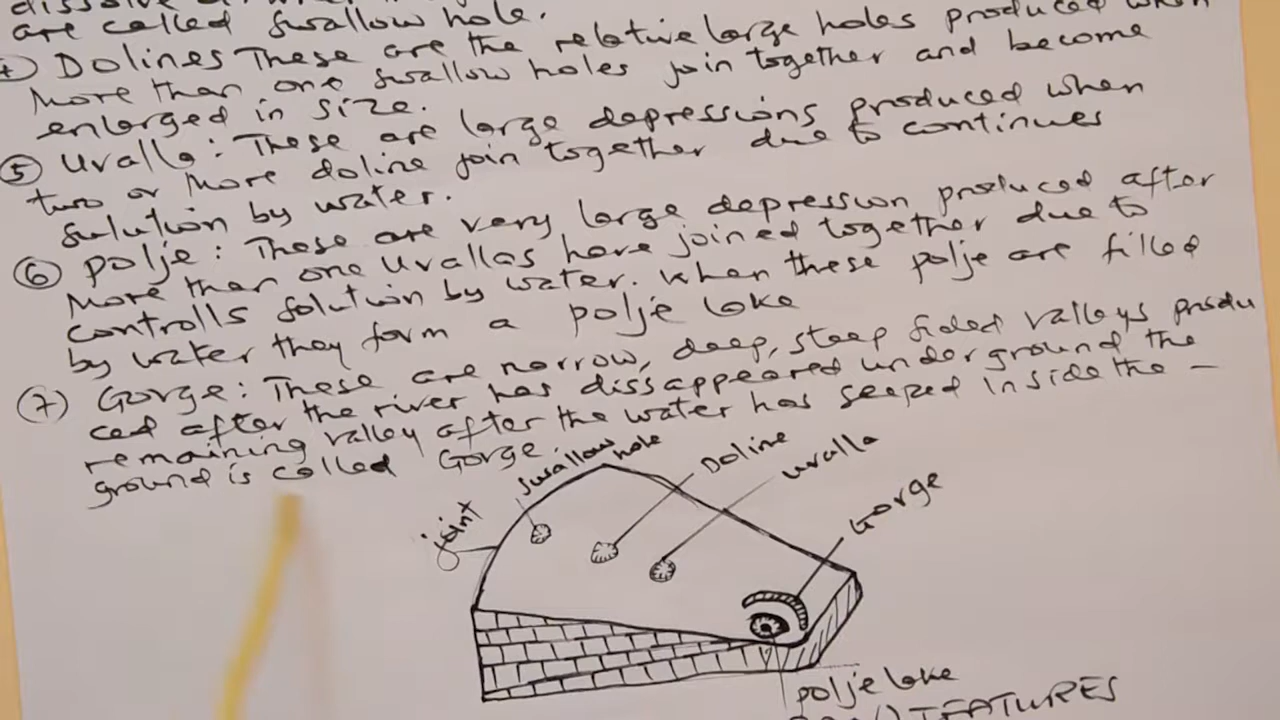 are called swallow hole.
Dolines These are the relative large holes produced when
More than one swallow holes join together and become
enlarged in size.
⑤ Uvalla: These are large depressions produced when
two or More doline join together due to continues
solution by water.
⑥ polje: These are very large depression produced after
More than one Uvallas have joined together due to
controlls solution by water. When these polje are filled
by water they form a polje lake
⑦ Gorge: These are narrow, deep, steep sided valleys produ
ced after the river has dissappeared underground the
remaining valley after the water has seeped inside the -
ground is called Gorge.
swallow hole
Doline
uvalla
Gorge
joint
polje lake
FEATURES